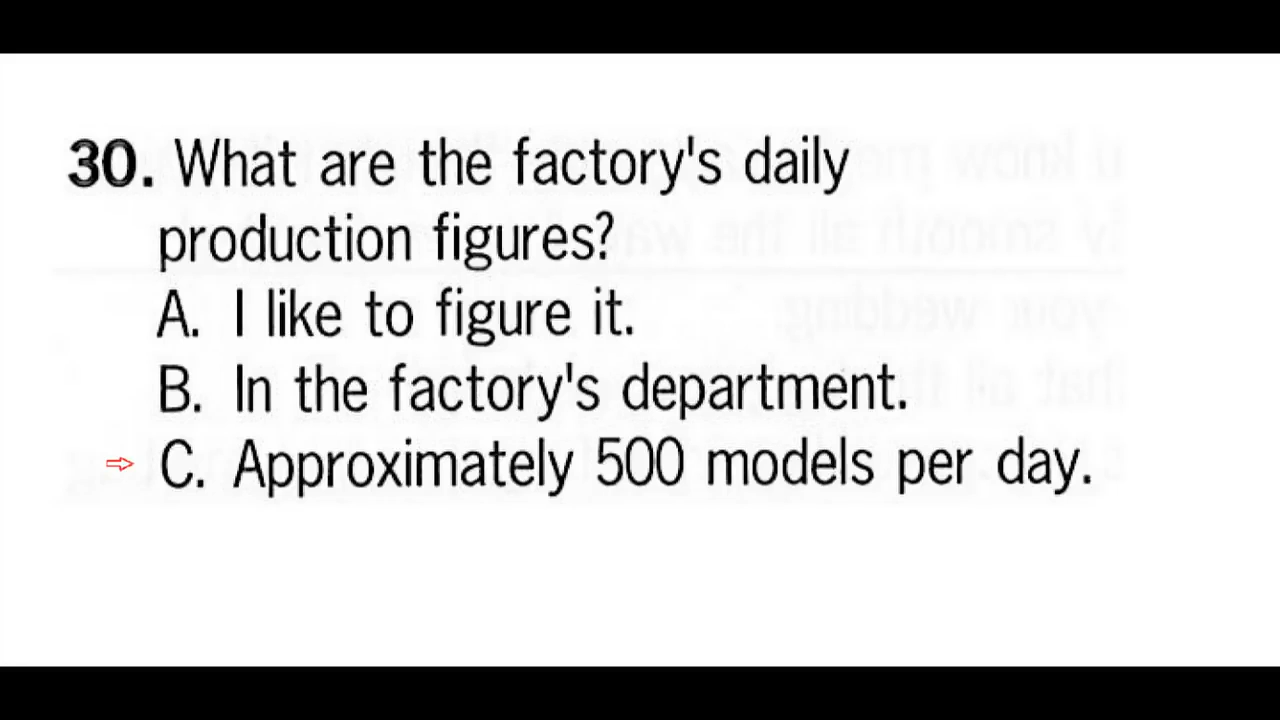 30. What are the factory's daily
production figures?
A. I like to figure it.
B. In the factory's department.
C. Approximately 500 models per day.